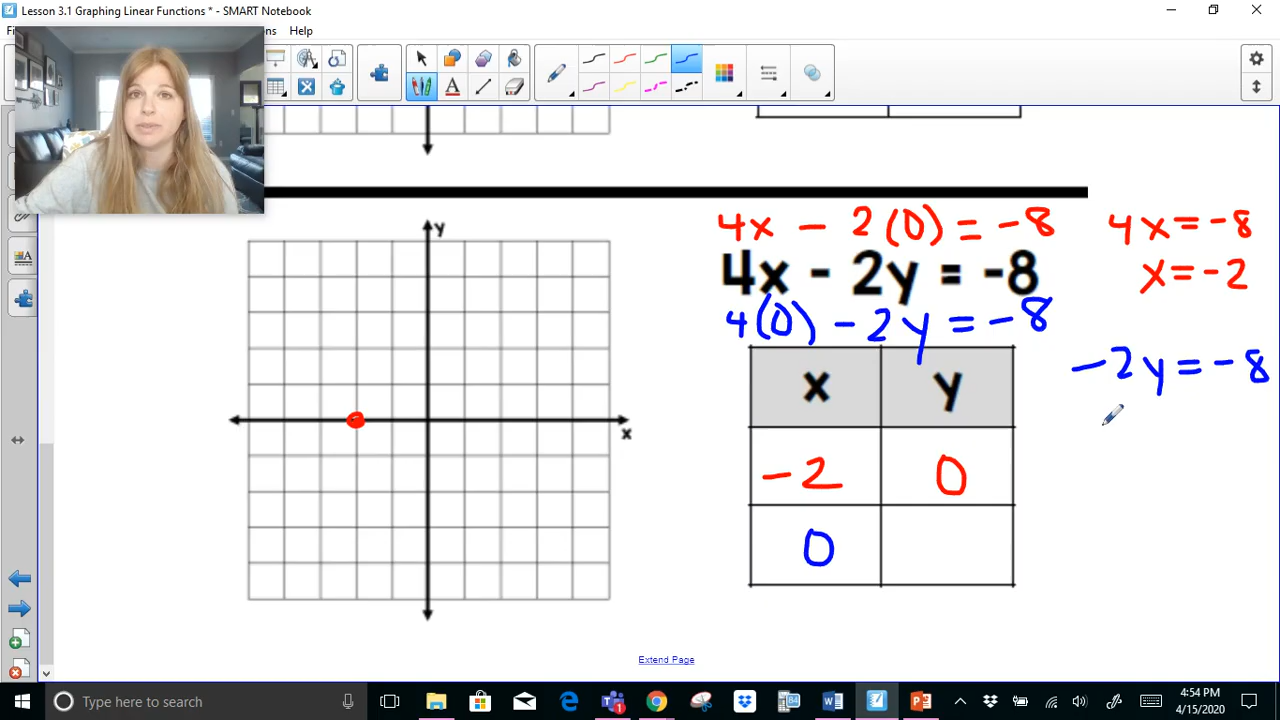 Lesson 3.1 Graphing Linear Functions * - SMART Notebook
y
x
4x - 2(0) = -8
4x = -8
4x - 2y = -8
x = -2
4(0) - 2y = -8
-2y = -8
x y
-2 0
0
Extend Page
Type here to search
4:54 PM
4/15/2020